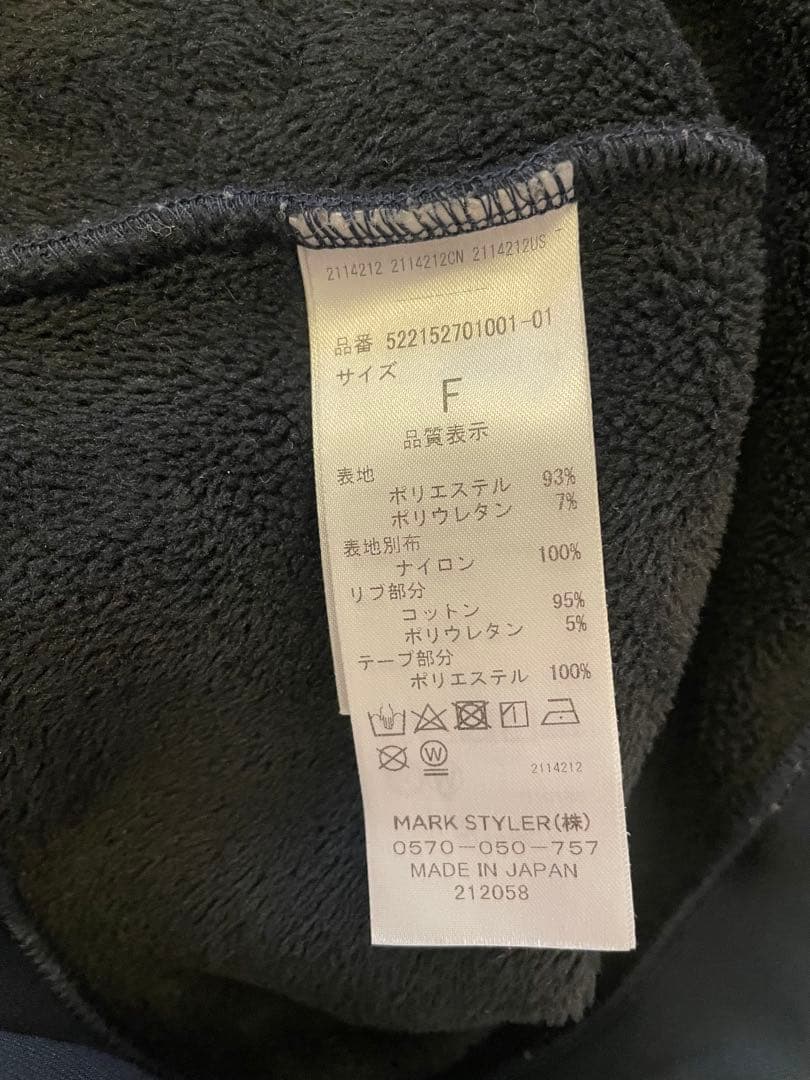 2114212 2114212CN 2114212US
品番 522152701001-01
サイズ
F
品質表示
表地
ポリエステル 93%
ポリウレタン 7%
表地別布
ナイロン 100%
リブ部分
コットン 95%
ポリウレタン 5%
テープ部分
ポリエステル 100%
W
2114212
MARK STYLER(株)
0570-050-757
MADE IN JAPAN
212058